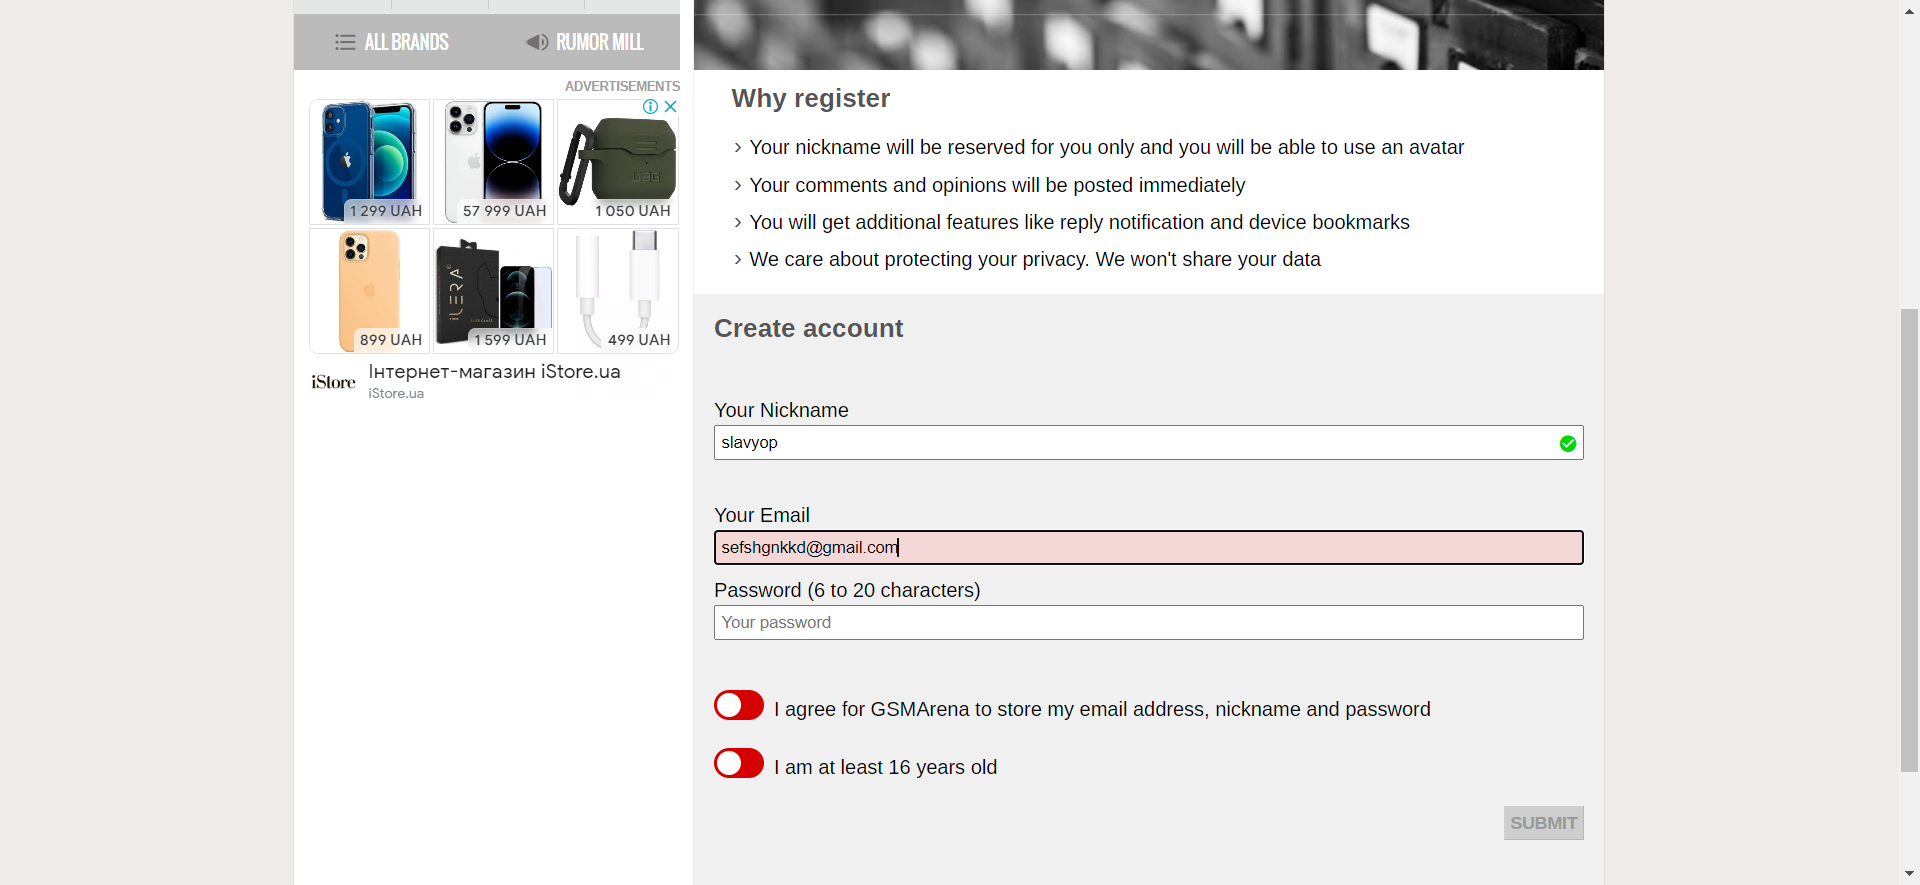 ALL BRANDS
RUMOR MILL
ADVERTISEMENTS
1 299 UAH
57 999 UAH
uag
1 050 UAH
899 UAH
iLERA
1 599 UAH
499 UAH
iStore
Інтернет-магазин iStore.ua
iStore.ua
Why register
Your nickname will be reserved for you only and you will be able to use an avatar
Your comments and opinions will be posted immediately
You will get additional features like reply notification and device bookmarks
We care about protecting your privacy. We won't share your data
Create account
Your Nickname
slavyop
Your Email
sefshgnkkd@gmail.com
Password (6 to 20 characters)
Your password
I agree for GSMArena to store my email address, nickname and password
I am at least 16 years old
SUBMIT